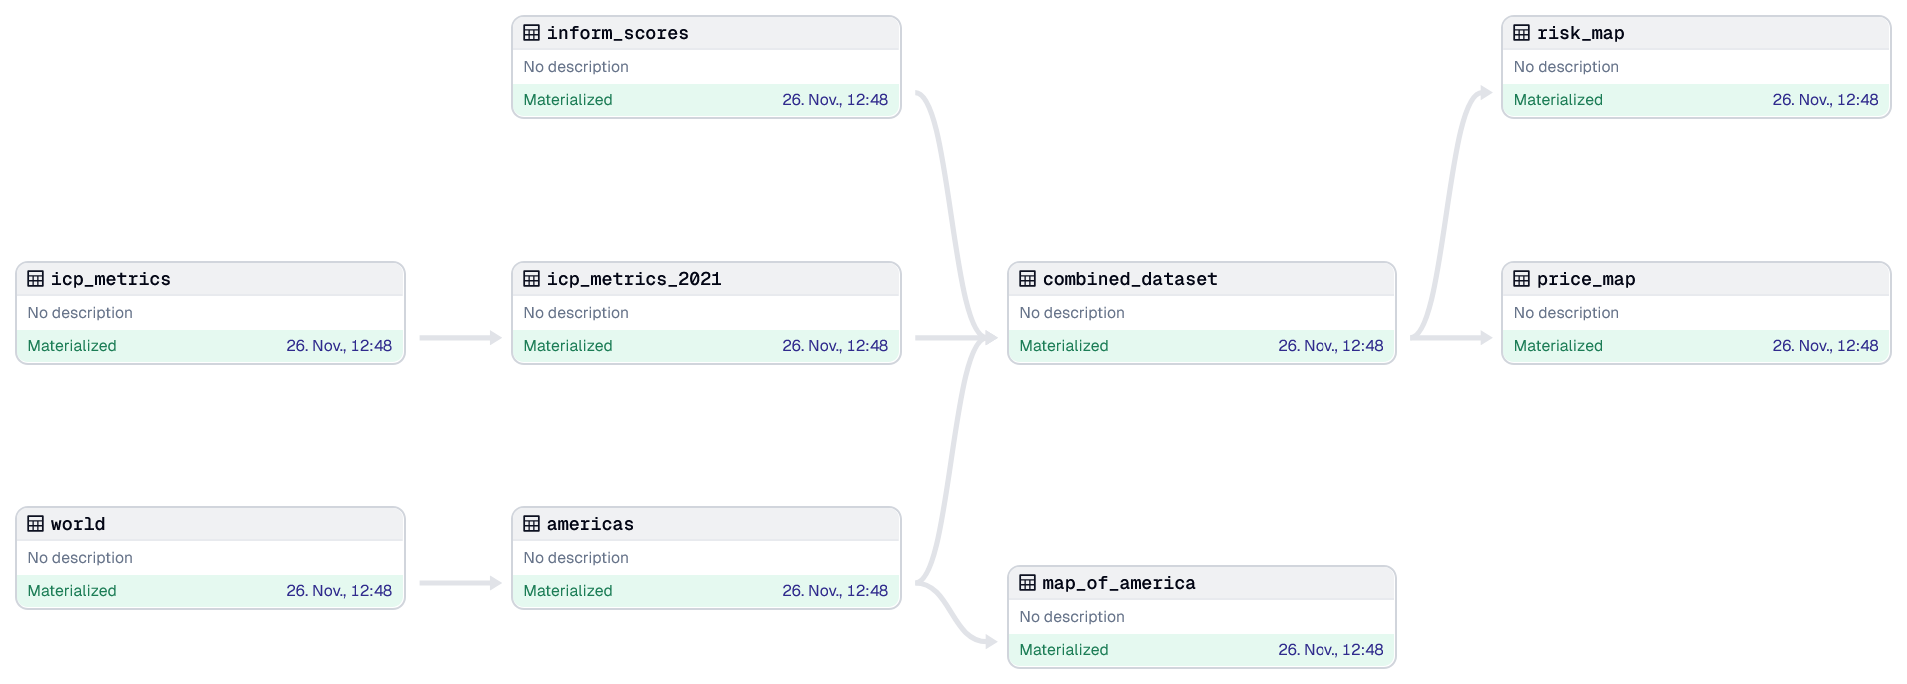 inform_scores
No description
Materialized 26. Nov., 12:48
risk_map
No description
Materialized 26. Nov., 12:48
icp_metrics
No description
Materialized 26. Nov., 12:48
icp_metrics_2021
No description
Materialized 26. Nov., 12:48
combined_dataset
No description
Materialized 26. Nov., 12:48
price_map
No description
Materialized 26. Nov., 12:48
world
No description
Materialized 26. Nov., 12:48
americas
No description
Materialized 26. Nov., 12:48
map_of_america
No description
Materialized 26. Nov., 12:48